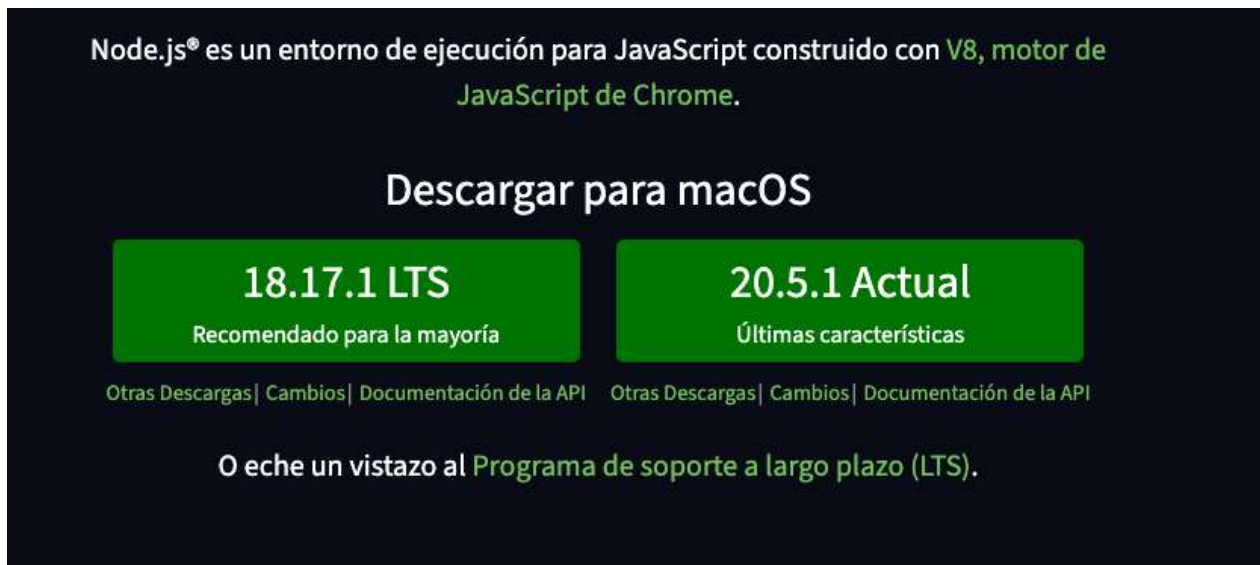 Node.js® es un entorno de ejecución para JavaScript construido con V8, motor de
JavaScript de Chrome.
Descargar para macOS
18.17.1 LTS
Recomendado para la mayoría
20.5.1 Actual
Últimas características
Otras Descargas| Cambios| Documentación de la API
Otras Descargas| Cambios| Documentación de la API
O eche un vistazo al Programa de soporte a largo plazo (LTS).